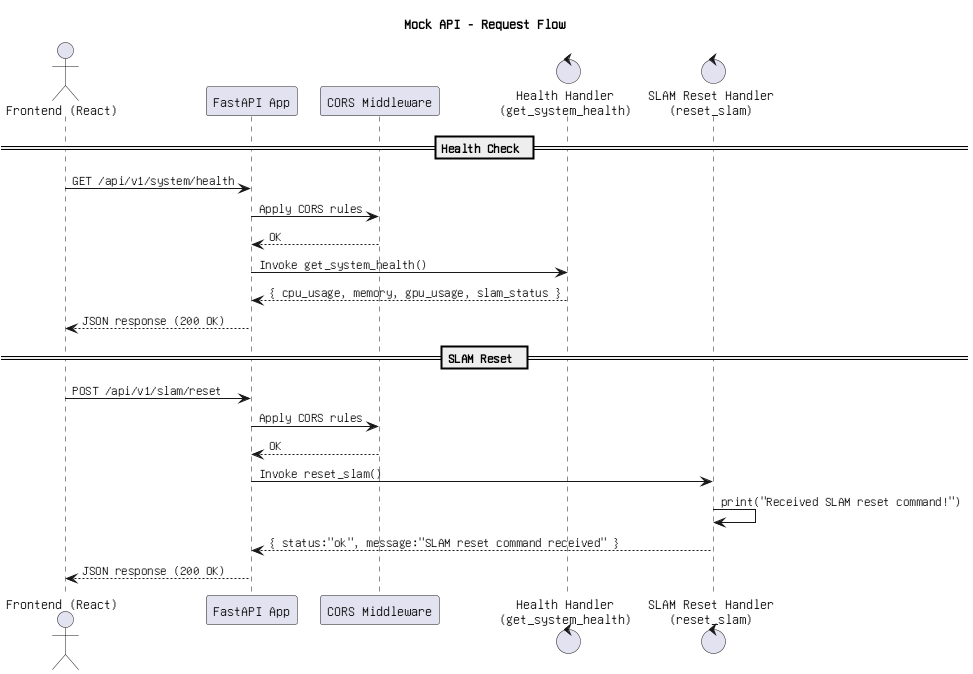 Mock API - Request Flow
Frontend (React)
FastAPI App
CORS Middleware
Health Handler
(get_system_health)
SLAM Reset Handler
(reset_slam)
Health Check
GET /api/v1/system/health
Apply CORS rules
OK
Invoke get_system_health()
{ cpu_usage, memory, gpu_usage, slam_status }
JSON response (200 OK)
SLAM Reset
POST /api/v1/slam/reset
Apply CORS rules
OK
Invoke reset_slam()
print("Received SLAM reset command!")
{ status:"ok", message:"SLAM reset command received" }
JSON response (200 OK)
Frontend (React)
FastAPI App
CORS Middleware
Health Handler
(get_system_health)
SLAM Reset Handler
(reset_slam)